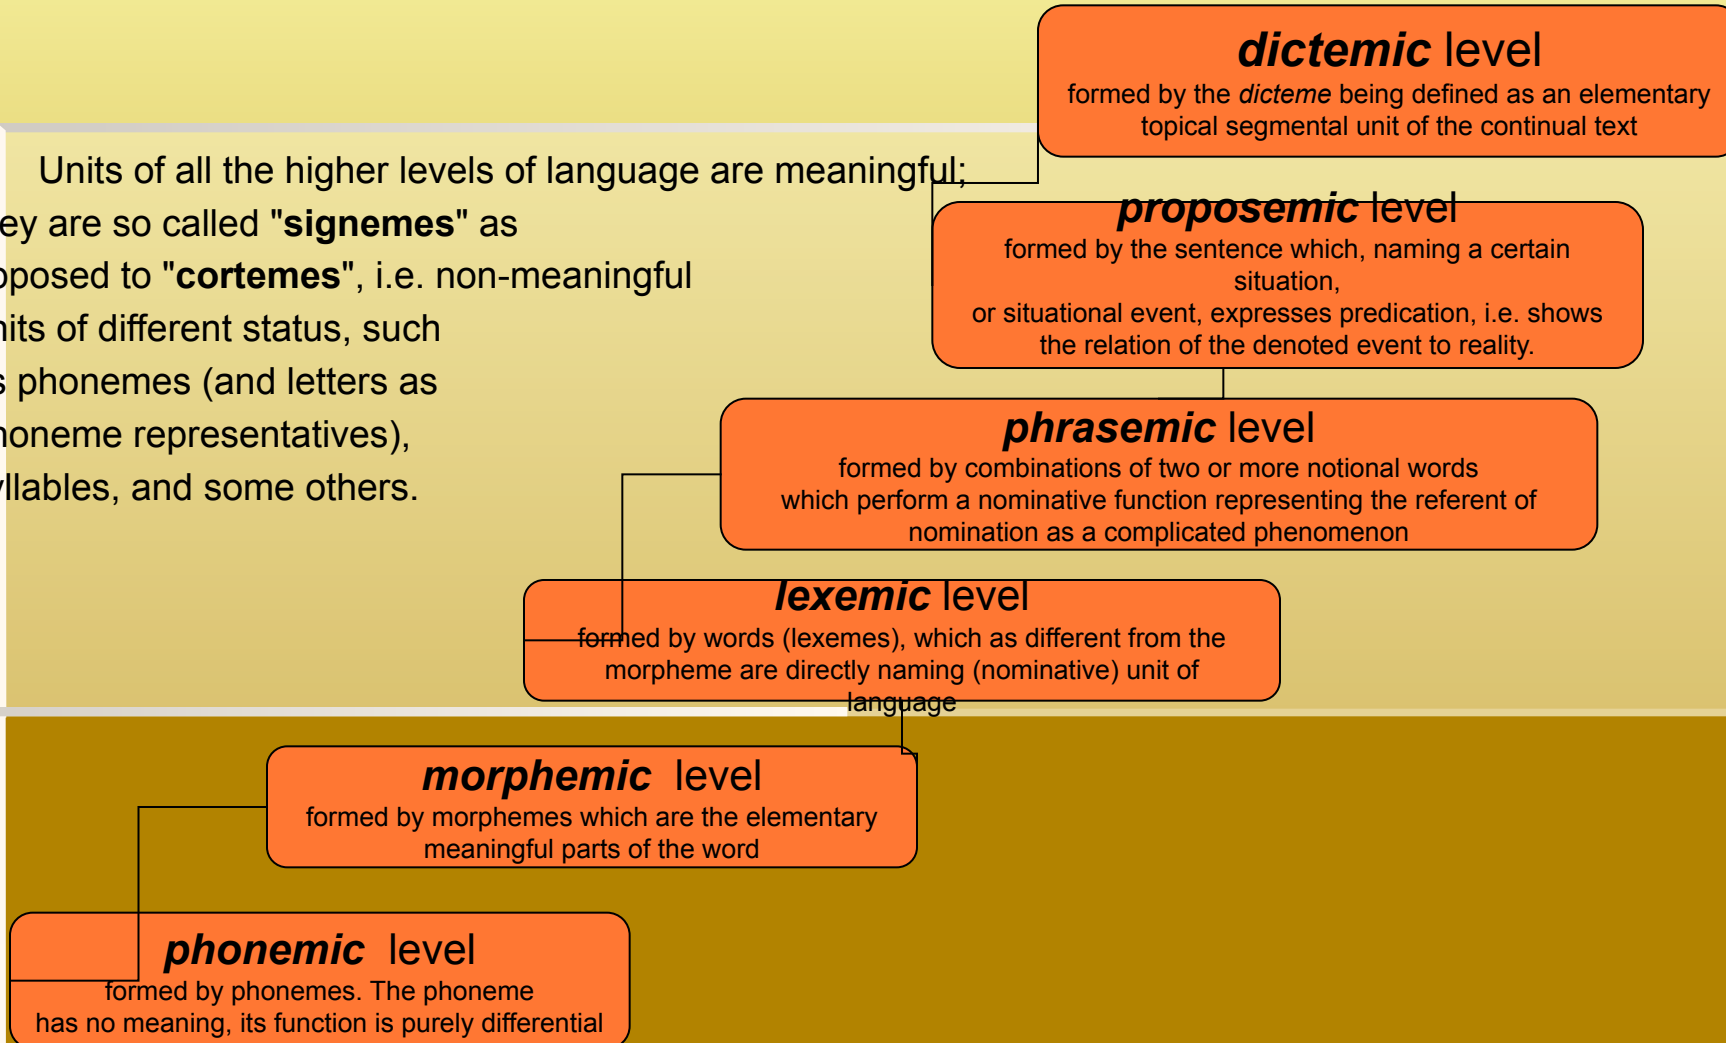 dictemic level
formed by the dicteme being defined as an elementary
topical segmental unit of the continual text
Units of all the higher levels of language are meaningful;
ey are so called "signemes" as
pposed to "cortemes", i.e. non-meaningful
nits of different status, such
s phonemes (and letters as
honeme representatives),
yllables, and some others.
proposemic level
formed by the sentence which, naming a certain
situation,
or situational event, expresses predication, i.e. shows
the relation of the denoted event to reality.
phrasemic level
formed by combinations of two or more notional words
which perform a nominative function representing the referent of
nomination as a complicated phenomenon
lexemic level
formed by words (lexemes), which as different from the
morpheme are directly naming (nominative) unit of
language
morphemic level
formed by morphemes which are the elementary
meaningful parts of the word
phonemic level
formed by phonemes. The phoneme
has no meaning, its function is purely differential